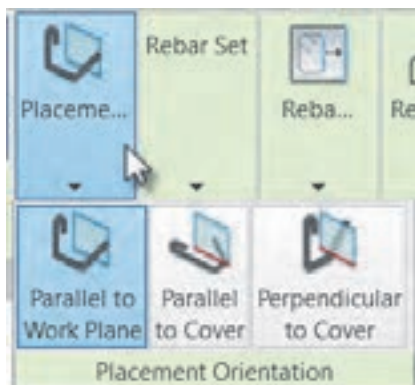 Rebar Set
Placeme...
Reba...
Re
Parallel to Work Plane
Parallel to Cover
Perpendicular to Cover
Placement Orientation